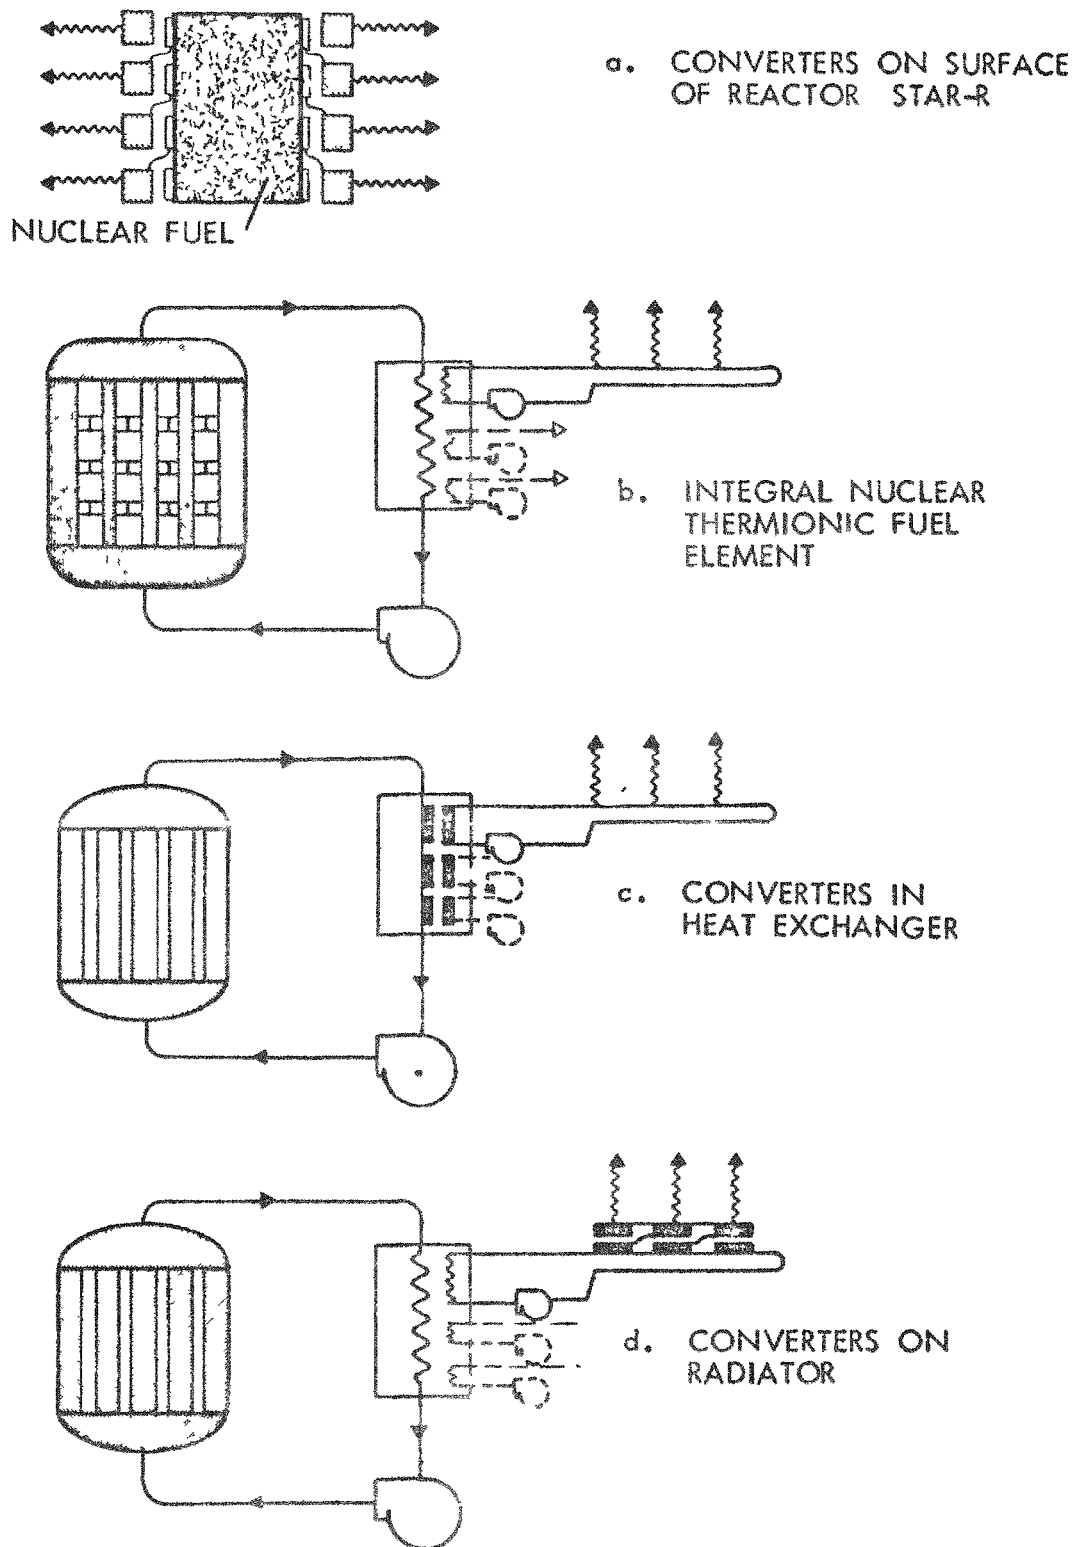 a. CONVERTERS ON SURFACE
OF REACTOR STAR-R
NUCLEAR FUEL
b. INTEGRAL NUCLEAR
THERMIONIC FUEL
ELEMENT
c. CONVERTERS IN
HEAT EXCHANGER
d. CONVERTERS ON
RADIATOR